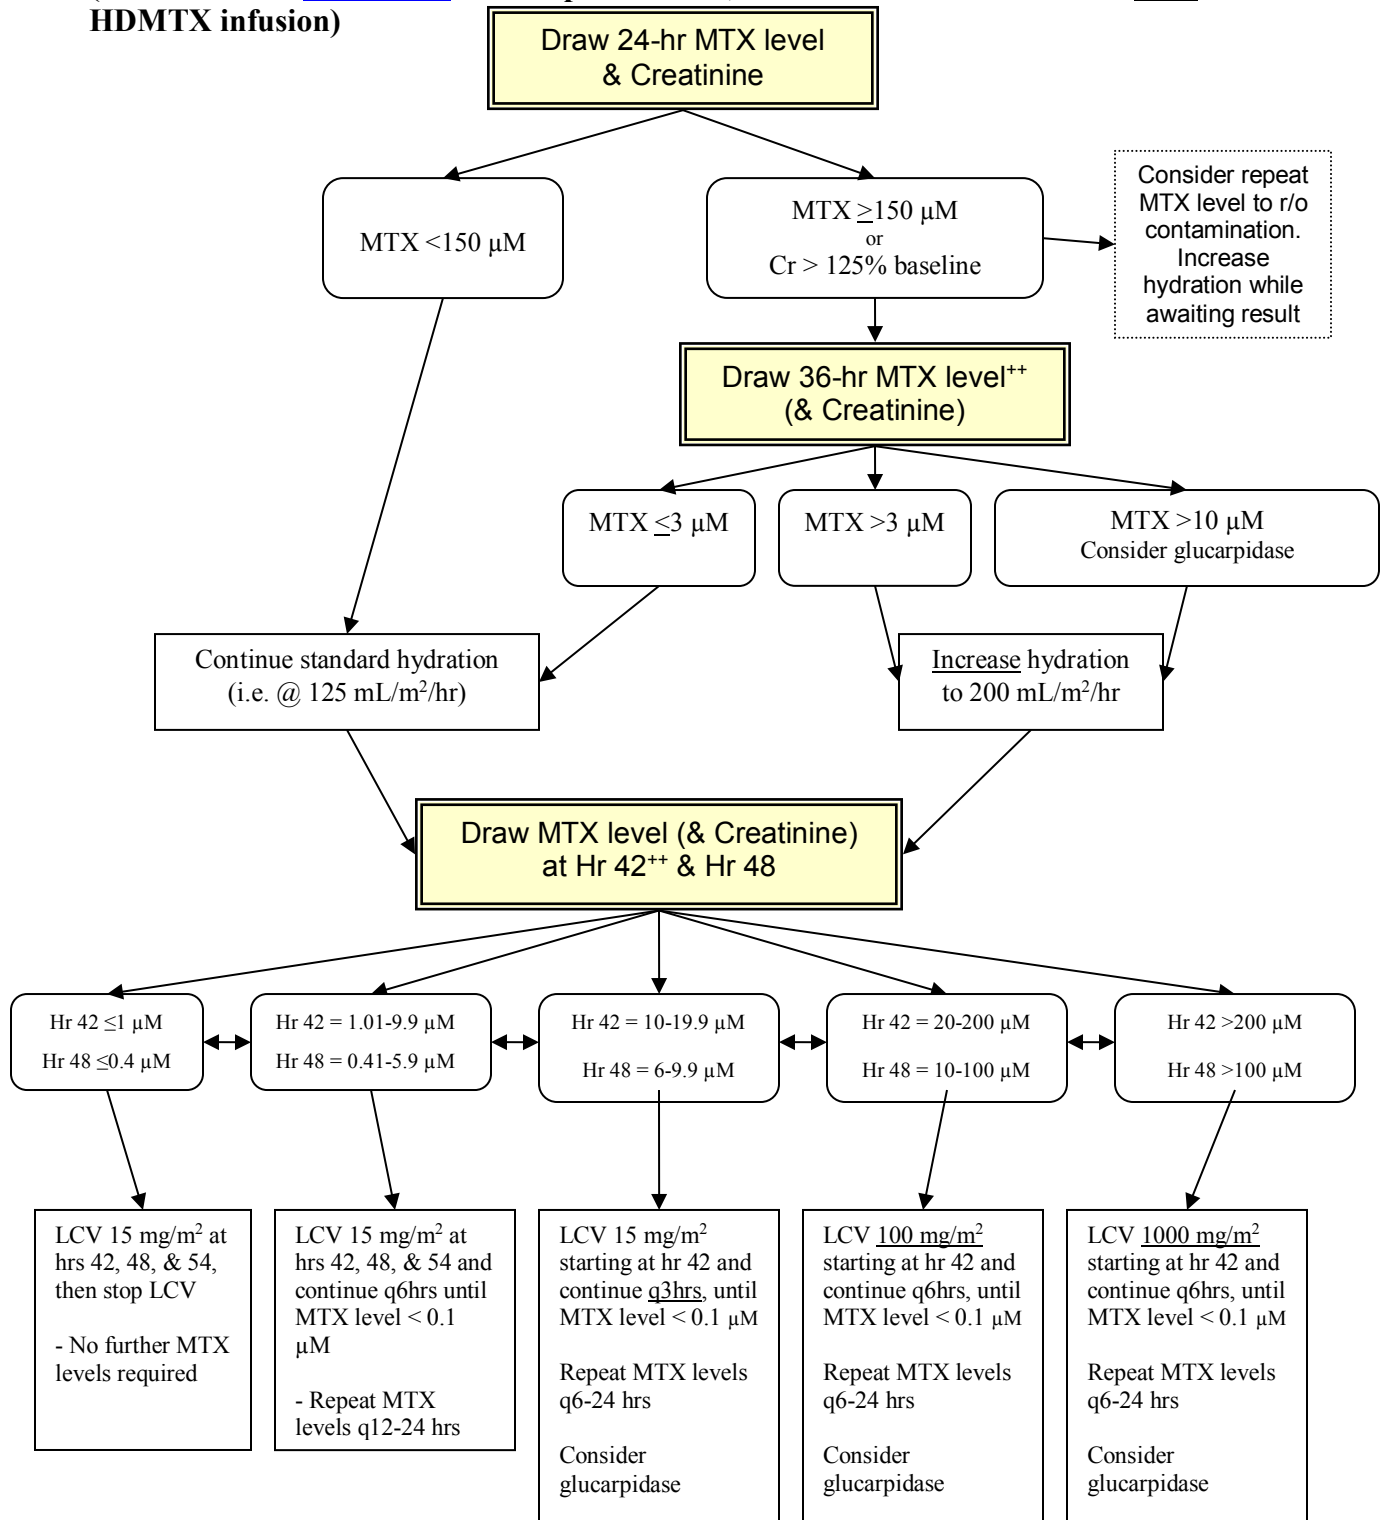 HDMTX infusion)
Draw 24-hr MTX level
& Creatinine
MTX <150 µM
MTX ≥150 µM
or
Cr > 125% baseline
Consider repeat
MTX level to r/o
contamination.
Increase
hydration while
awaiting result
Draw 36-hr MTX level⁺⁺
(& Creatinine)
MTX ≤3 µM
MTX >3 µM
MTX >10 µM
Consider glucarpidase
Continue standard hydration
(i.e. @ 125 mL/m²/hr)
Increase hydration
to 200 mL/m²/hr
Draw MTX level (& Creatinine)
at Hr 42⁺⁺ & Hr 48
Hr 42 ≤1 µM
Hr 48 ≤0.4 µM
Hr 42 = 1.01-9.9 µM
Hr 48 = 0.41-5.9 µM
Hr 42 = 10-19.9 µM
Hr 48 = 6-9.9 µM
Hr 42 = 20-200 µM
Hr 48 = 10-100 µM
Hr 42 >200 µM
Hr 48 >100 µM
LCV 15 mg/m² at
hrs 42, 48, & 54,
then stop LCV
- No further MTX
levels required
LCV 15 mg/m² at
hrs 42, 48, & 54 and
continue q6hrs until
MTX level < 0.1
µM
- Repeat MTX
levels q12-24 hrs
LCV 15 mg/m²
starting at hr 42 and
continue q3hrs, until
MTX level < 0.1 µM
Repeat MTX levels
q6-24 hrs
Consider
glucarpidase
LCV 100 mg/m²
starting at hr 42 and
continue q6hrs, until
MTX level < 0.1 µM
Repeat MTX levels
q6-24 hrs
Consider
glucarpidase
LCV 1000 mg/m²
starting at hr 42 and
continue q6hrs, until
MTX level < 0.1 µM
Repeat MTX levels
q6-24 hrs
Consider
glucarpidase